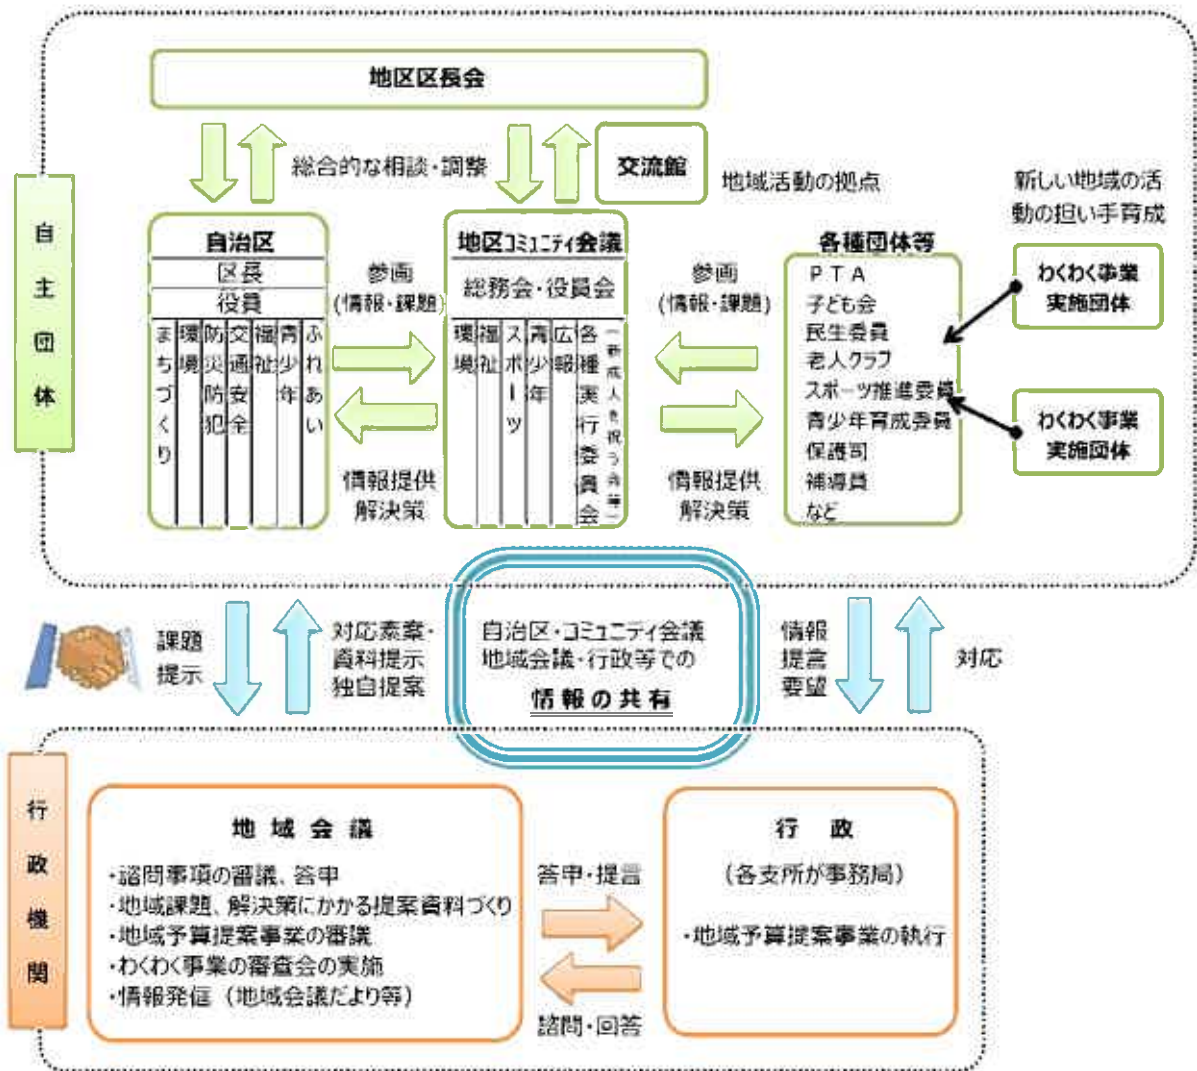 地区区長会
総合的な相談・調整
交流館
地域活動の拠点
新しい地域の活
動の担い手育成
自主団体
自治区
区長
役員
まちづくり
環境
防災防犯
交通安全
福祉
青少年
ふれあい
参画
(情報・課題)
情報提供
解決策
地区コミュニティ会議
総務会・役員会
環境
福祉
スポーツ
青少年
広報
各種実行委員会
(新成人を祝う会等)
参画
(情報・課題)
情報提供
解決策
各種団体等
PTA
子ども会
民生委員
老人クラブ
スポーツ推進委員
青少年育成委員
保護司
補導員
など
わくわく事業
実施団体
わくわく事業
実施団体
課題
提示
対応素案・
資料提示
独自提案
自治区・コミュニティ会議
地域会議・行政等での
情報の共有
情報
提言
要望
対応
行政機関
地域会議
・諮問事項の審議、答申
・地域課題、解決策にかかる提案資料づくり
・地域予算提案事業の審議
・わくわく事業の審査会の実施
・情報発信（地域会議だより等）
答申・提言
諮問・回答
行政
（各支所が事務局）
・地域予算提案事業の執行